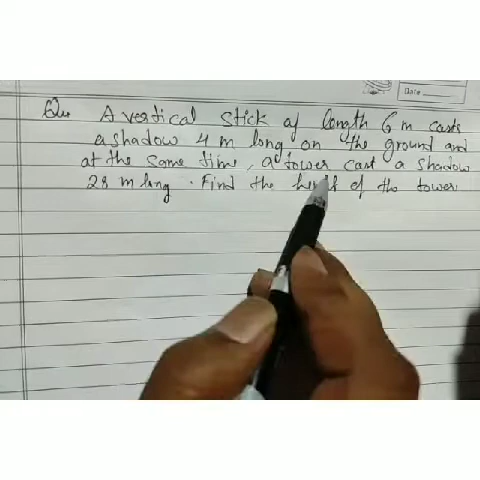 Date
Que. A vertical stick of length 6 m casts
a shadow 4 m long on the ground and
at the same time, a tower cast a shadow
28 m long. Find the of the tower